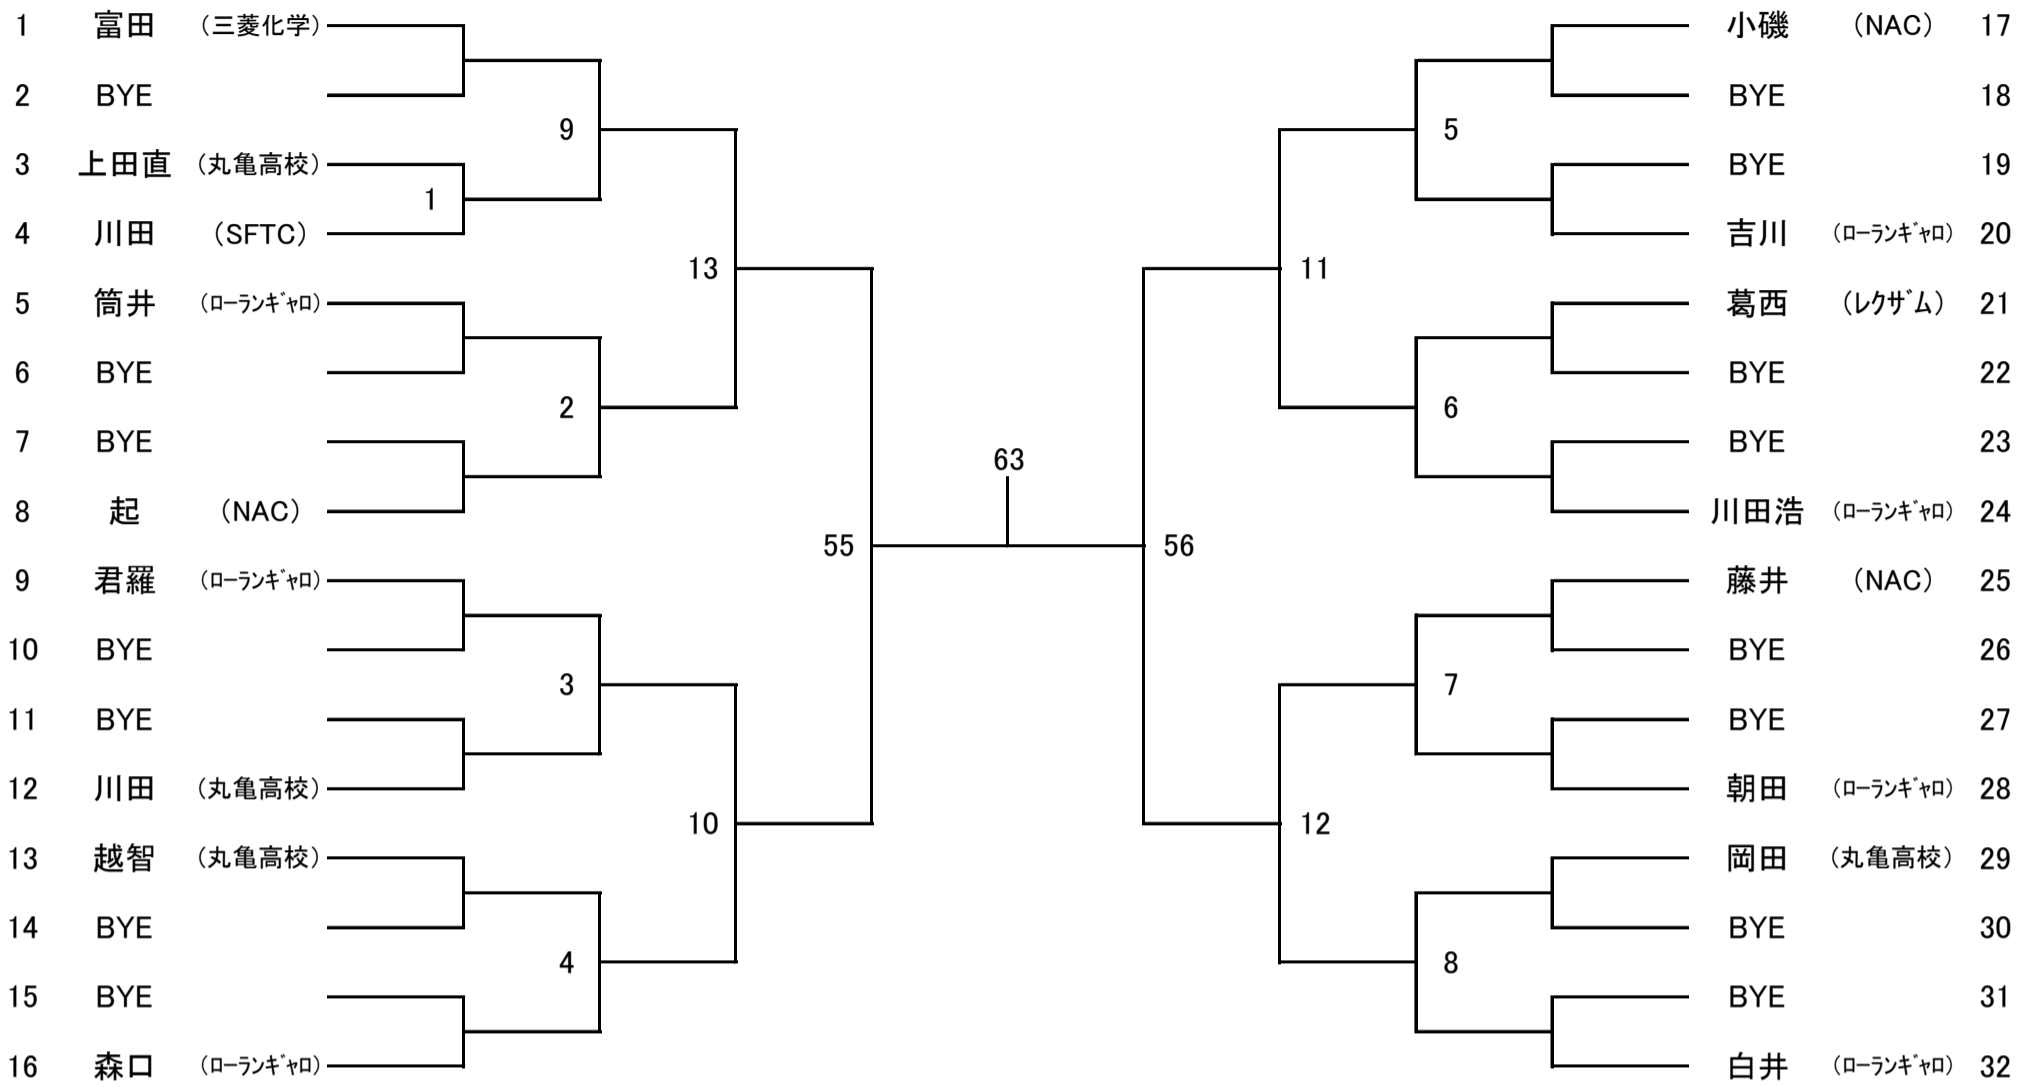 1 富田 (三菱化学) 小磯 (NAC) 17
2 BYE BYE 18
9 5
3 上田直 (丸亀高校) BYE 19
1
4 川田 (SFTC) 吉川 (ﾛｰﾗﾝｷﾞｬﾛ) 20
13 11
5 筒井 (ﾛｰﾗﾝｷﾞｬﾛ) 葛西 (ﾚｸｻﾞﾑ) 21
6 BYE BYE 22
2 6
7 BYE BYE 23
63
8 起 (NAC) 川田浩 (ﾛｰﾗﾝｷﾞｬﾛ) 24
55 56
9 君羅 (ﾛｰﾗﾝｷﾞｬﾛ) 藤井 (NAC) 25
10 BYE BYE 26
3 7
11 BYE BYE 27
12 川田 (丸亀高校) 朝田 (ﾛｰﾗﾝｷﾞｬﾛ) 28
10 12
13 越智 (丸亀高校) 岡田 (丸亀高校) 29
14 BYE BYE 30
4 8
15 BYE BYE 31
16 森口 (ﾛｰﾗﾝｷﾞｬﾛ) 白井 (ﾛｰﾗﾝｷﾞｬﾛ) 32